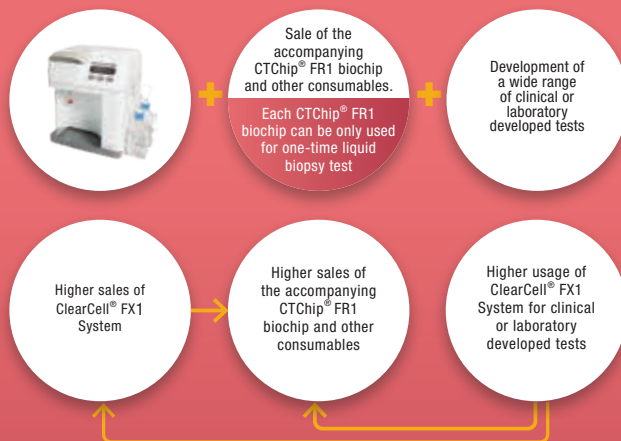 Sale of the
accompanying
CTChip® FR1 biochip
and other consumables.
Each CTChip® FR1
biochip can be only used
for one-time liquid
biopsy test
Development of
a wide range
of clinical or
laboratory
developed tests
Higher sales of
ClearCell® FX1
System
Higher sales of
the accompanying
CTChip® FR1
biochip and other
consumables
Higher usage of
ClearCell® FX1
System for clinical
or laboratory
developed tests